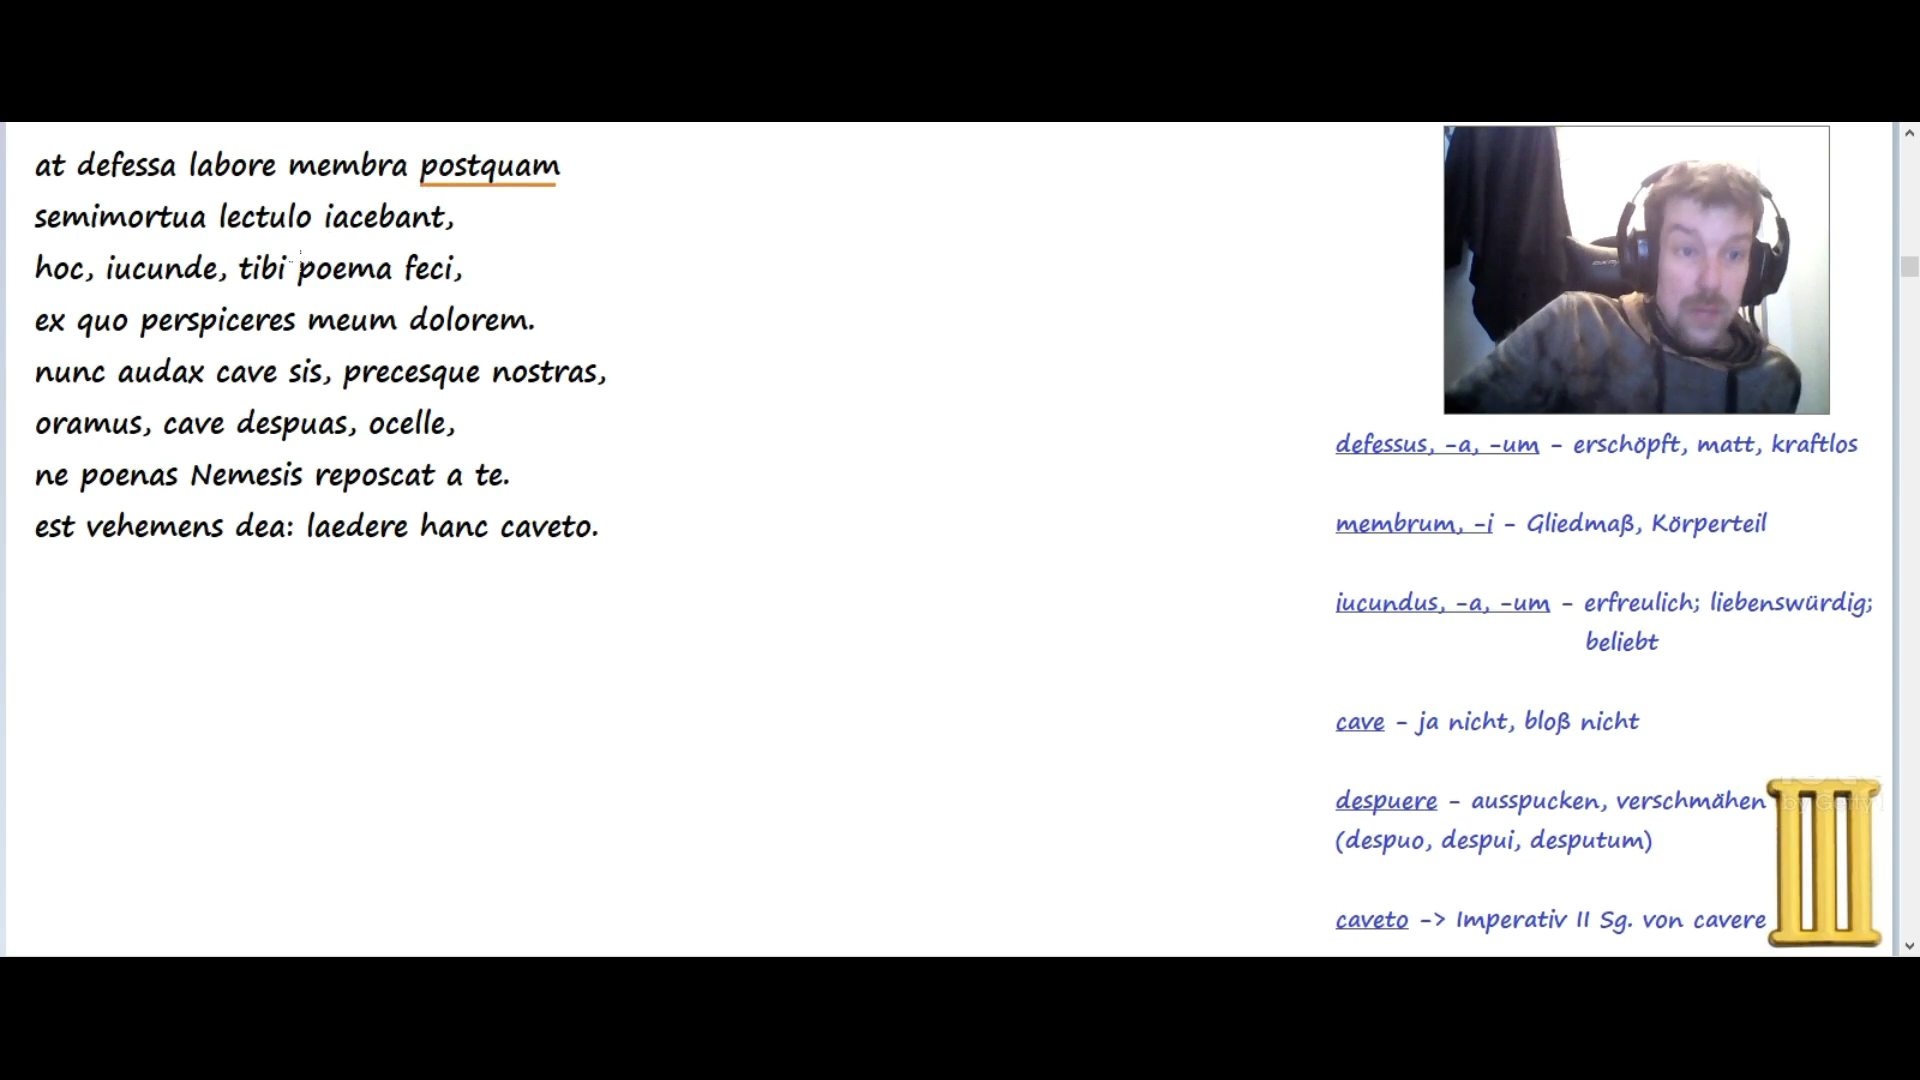 at defessa labore membra postquam
semimortua lectulo iacebant,
hoc, iucunde, tibi poema feci,
ex quo perspiceres meum dolorem.
nunc audax cave sis, precesque nostras,
oramus, cave despuas, ocelle,
ne poenas Nemesis reposcat a te.
est vehemens dea: laedere hanc caveto.
defessus, -a, -um - erschöpft, matt, kraftlos
membrum, -i - Gliedmaß, Körperteil
iucundus, -a, -um - erfreulich; liebenswürdig;
beliebt
cave - ja nicht, bloß nicht
despuere - ausspucken, verschmähen
(despuo, despui, desputum)
caveto -> Imperativ II Sg. von cavere